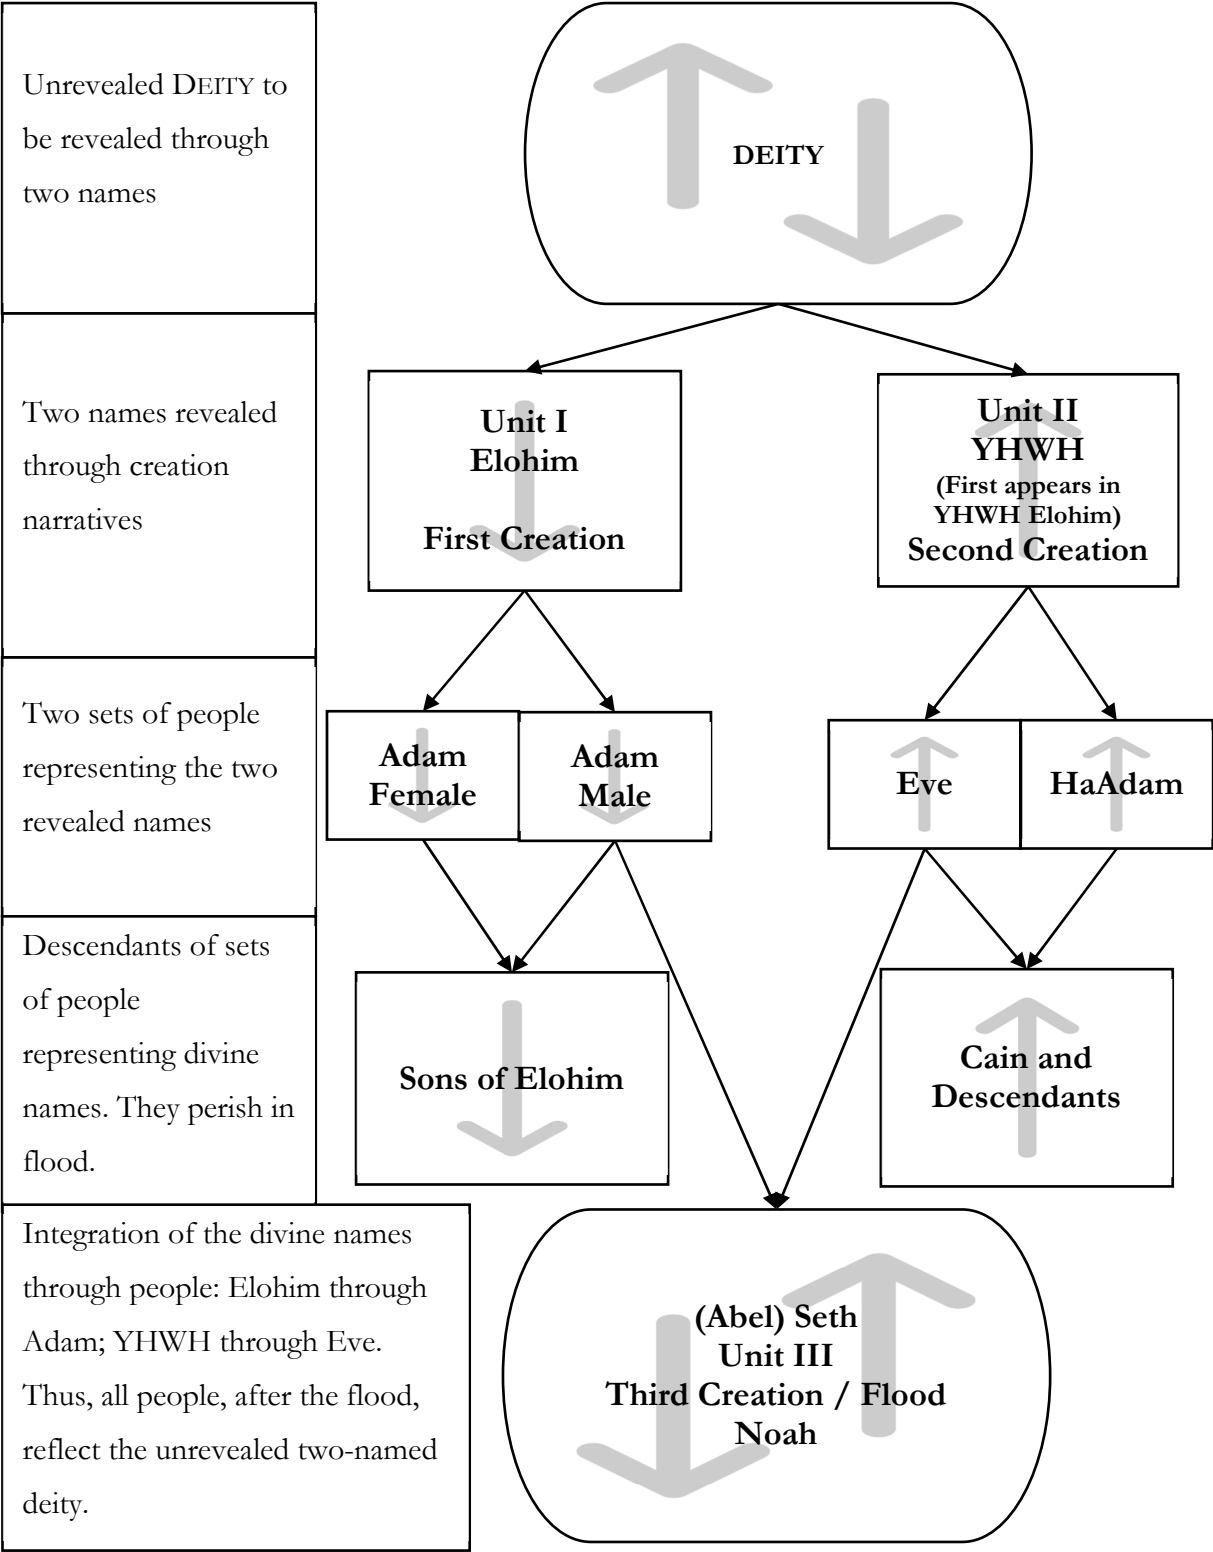 Unrevealed DEITY to
be revealed through
two names
DEITY
Two names revealed
through creation
narratives
Unit I
Elohim
First Creation
Unit II
YHWH
(First appears in
YHWH Elohim)
Second Creation
Two sets of people
representing the two
revealed names
Adam
Female
Adam
Male
Eve
HaAdam
Descendants of sets
of people
representing divine
names. They perish in
flood.
Sons of Elohim
Cain and
Descendants
Integration of the divine names
through people: Elohim through
Adam; YHWH through Eve.
Thus, all people, after the flood,
reflect the unrevealed two-named
deity.
(Abel) Seth
Unit III
Third Creation / Flood
Noah